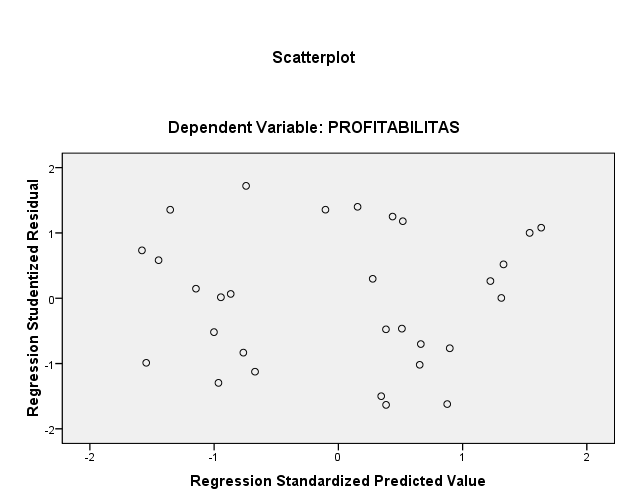 Scatterplot
Dependent Variable: PROFITABILITAS
Regression Studentized Residual
2
1
0
-1
-2
-2 -1 0 1 2
Regression Standardized Predicted Value